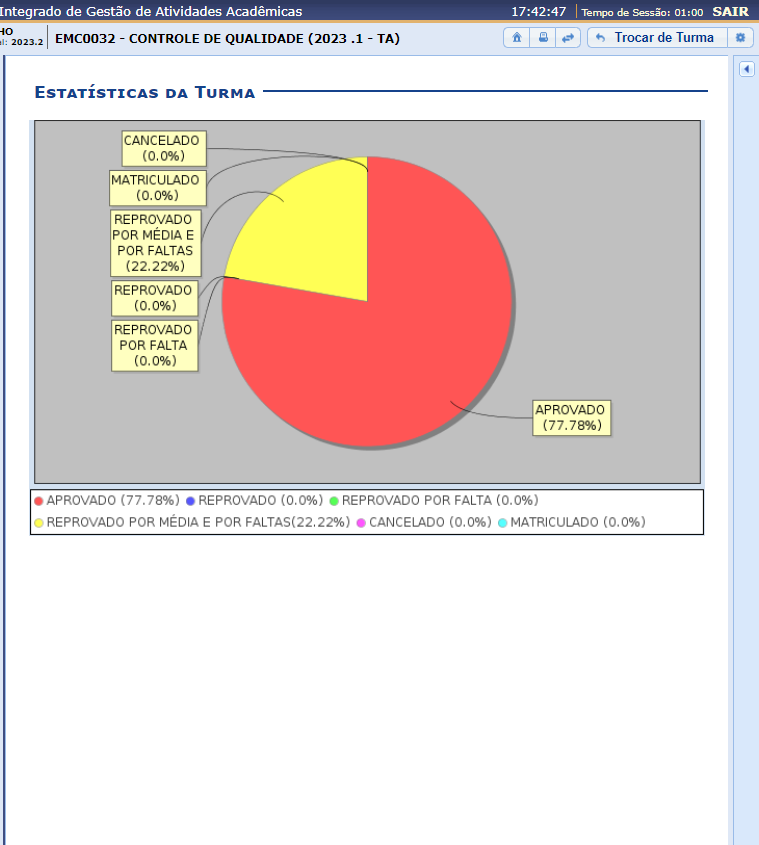 Integrado de Gestão de Atividades Acadêmicas 17:42:47 Tempo de Sessão: 01:00 SAIR
HO
el: 2023.2
EMC0032 - CONTROLE DE QUALIDADE (2023 .1 - TA) Trocar de Turma
Estatísticas da Turma
CANCELADO
(0.0%)
MATRICULADO
(0.0%)
REPROVADO
POR MÉDIA E
POR FALTAS
(22.22%)
REPROVADO
(0.0%)
REPROVADO
POR FALTA
(0.0%)
APROVADO
(77.78%)
APROVADO (77.78%) REPROVADO (0.0%) REPROVADO POR FALTA (0.0%)
REPROVADO POR MÉDIA E POR FALTAS(22.22%) CANCELADO (0.0%) MATRICULADO (0.0%)